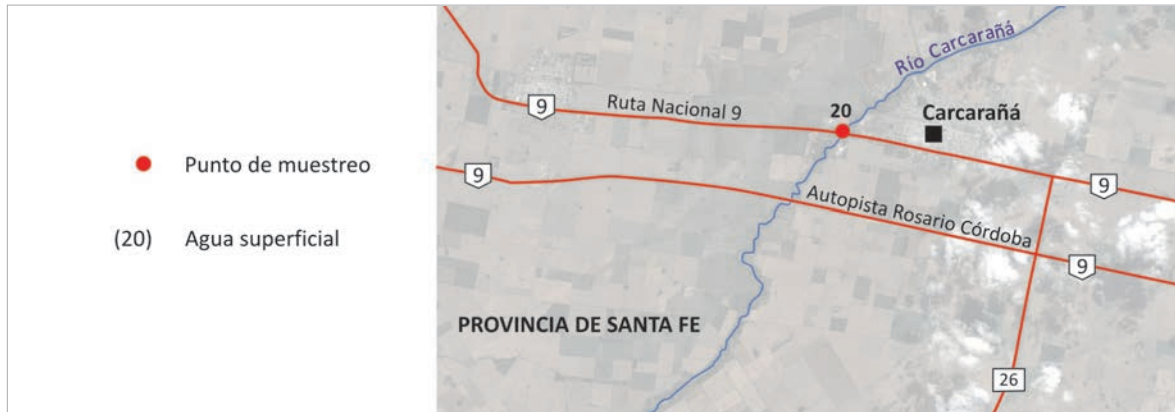 Punto de muestreo
(20) Agua superficial
Río Carcarañá
9
Ruta Nacional 9
20
Carcarañá
9
Autopista Rosario Córdoba
9
9
PROVINCIA DE SANTA FE
26